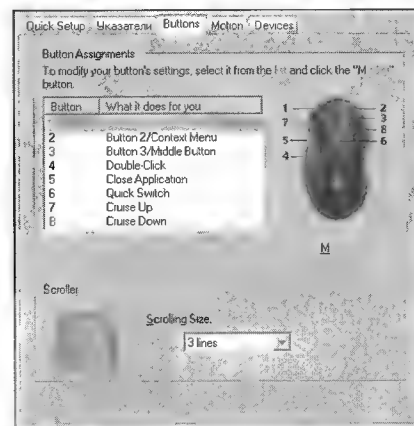 Quick Setup Указатели Buttons Motion Devices
Button Assignments
To modify your button's settings, select it from the and click the "M
button.
Button What it does for you
2 Button 2/Context Menu
3 Button 3/Middle Button
4 Double-Click
5 Close Application
6 Quick Switch
7 Cruise Up
8 Cruise Down
1 2
7 3
8
5 6
4
M
Scroller
Scrolling Size.
3 lines